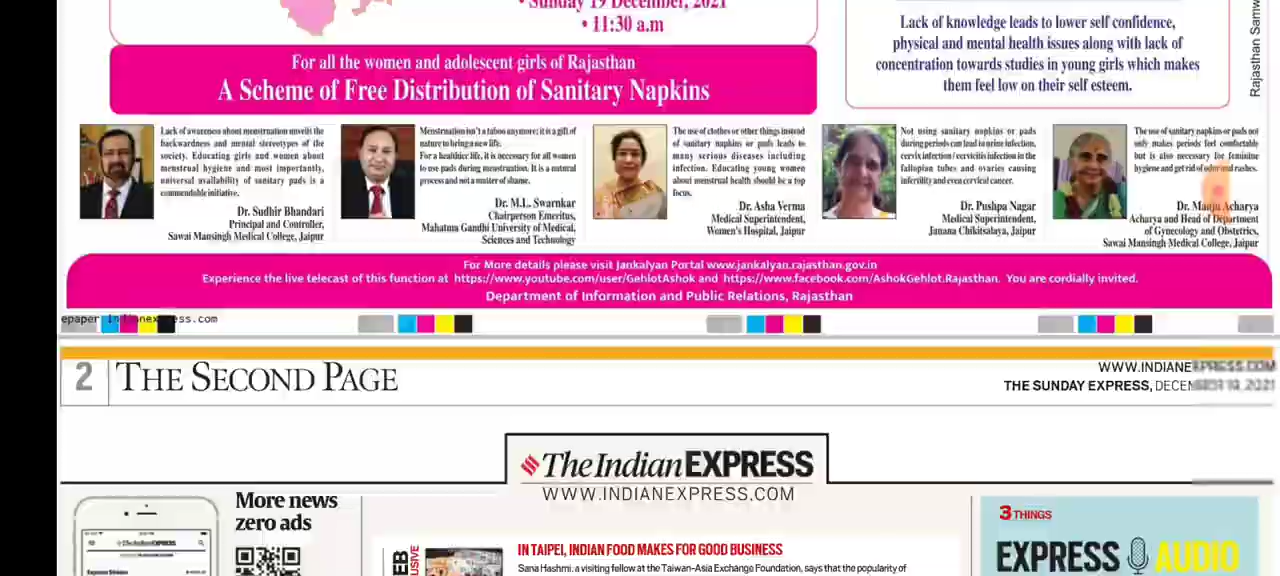 • Sunday 19 December, 2021
• 11:30 a.m
For all the women and adolescent girls of Rajasthan
A Scheme of Free Distribution of Sanitary Napkins
Lack of knowledge leads to lower self confidence,
physical and mental health issues along with lack of
concentration towards studies in young girls which makes
them feel low on their self esteem.
Rajasthan Samw
Lack of awareness about menstruation unveils the
backwardness and mental stereotypes of the
society. Educating girls and women about
menstrual hygiene and most importantly,
universal availability of sanitary pads is a
commendable initiative.
Dr. Sudhir Bhandari
Principal and Controller,
Sawai Mansingh Medical College, Jaipur
Menstruation isn't a taboo anymore; it is a gift of
nature to bring a new life.
For a healthier life, it is necessary for all women
to use pads during menstruation. It is a natural
process and not a matter of shame.
Dr. M.L. Swarnkar
Chairperson Emeritus,
Mahatma Gandhi University of Medical,
Sciences and Technology
The use of clothes or other things instead
of sanitary napkins or pads leads to
many serious diseases including
infection. Educating young women
about menstrual health should be a top
focus.
Dr. Asha Verma
Medical Superintendent,
Women's Hospital, Jaipur
Not using sanitary napkins or pads
during periods can lead to urine infection,
cervix infection / cervicitis infection in the
fallopian tubes and ovaries causing
infertility and even cervical cancer.
Dr. Pushpa Nagar
Medical Superintendent,
Janana Chikitsalaya, Jaipur
The use of sanitary napkins or pads not
only makes periods feel comfortable
but is also necessary for feminine
hygiene and get rid of odor and rashes.
Dr. Manju Acharya
Acharya and Head of Department
of Gynecology and Obstetrics,
Sawai Mansingh Medical College, Jaipur
For More details please visit Jankalyan Portal www.jankalyan.rajasthan.gov.in
Experience the live telecast of this function at https://www.youtube.com/user/GehlotAshok and https://www.facebook.com/AshokGehlot.Rajasthan. You are cordially invited.
Department of Information and Public Relations, Rajasthan
epaper.indianexpress.com
2 THE SECOND PAGE
WWW.INDIANEXPRESS.COM
THE SUNDAY EXPRESS, DECEMBER 19, 2021
The Indian EXPRESS
WWW.INDIANEXPRESS.COM
More news
zero ads
The Indian EXPRESS
Express Stories
EB
USIVE
IN TAIPEI, INDIAN FOOD MAKES FOR GOOD BUSINESS
Sana Hashmi, a visiting fellow at the Taiwan-Asia Exchange Foundation, says that the popularity of
3 THINGS
EXPRESS AUDIO